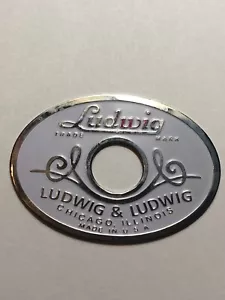 Ludwig
TRADE MARK
LUDWIG & LUDWIG
CHICAGO, ILLINOIS
MADE IN U.S.A